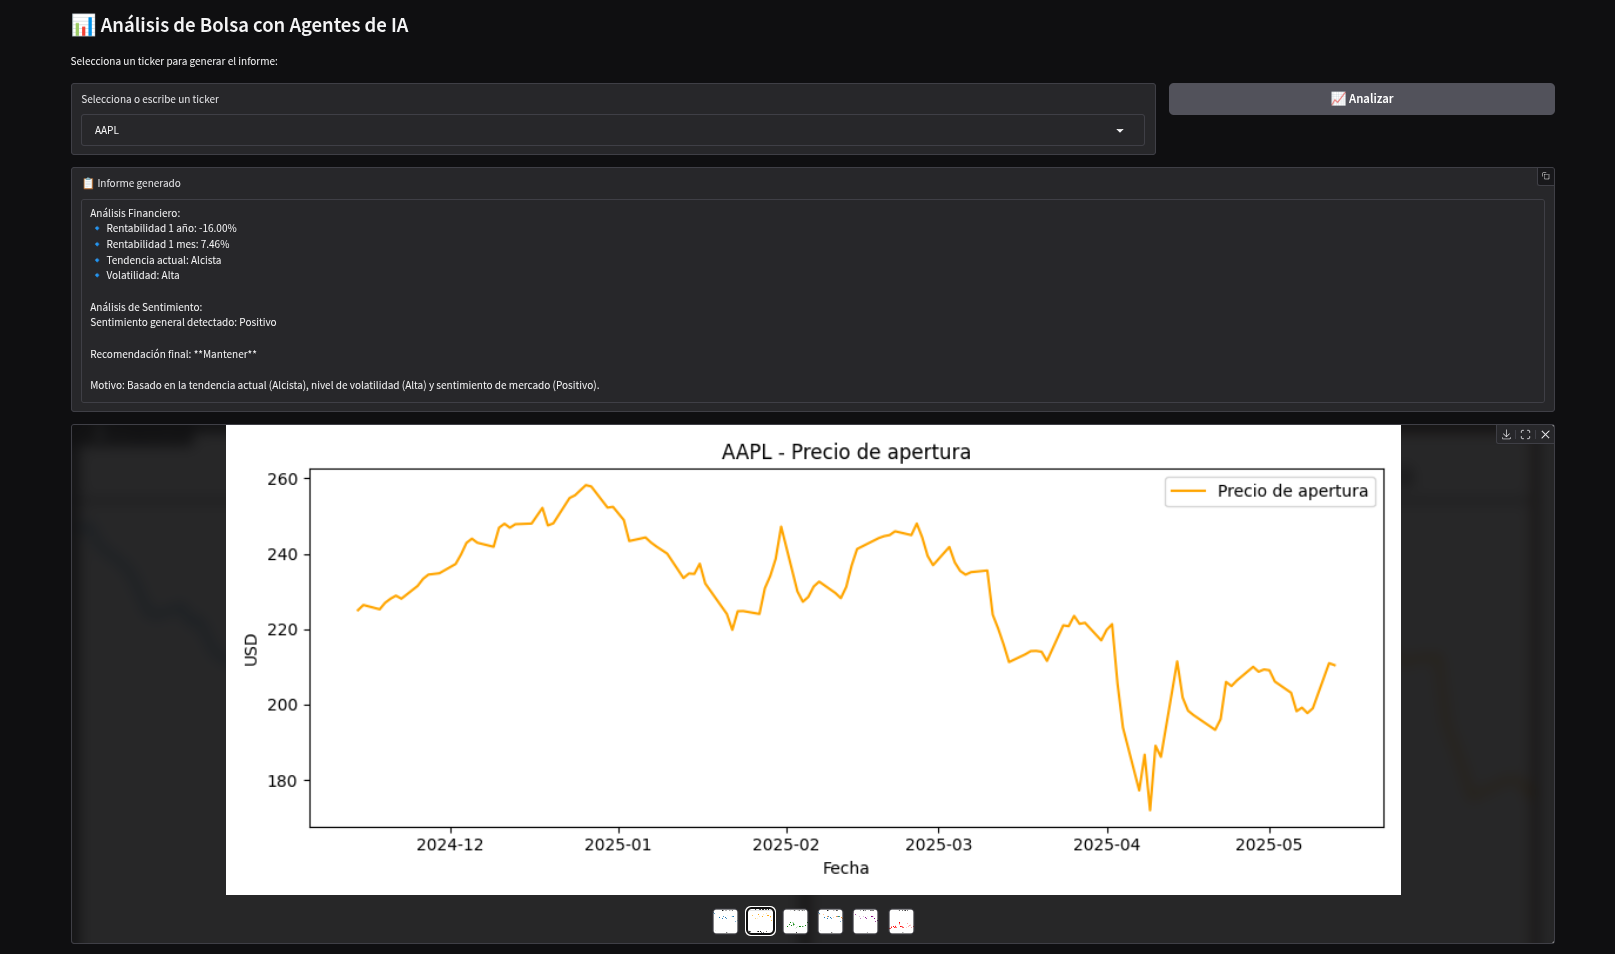 📊 Análisis de Bolsa con Agentes de IA
Selecciona un ticker para generar el informe:
Selecciona o escribe un ticker
AAPL
📈 Analizar
📋 Informe generado
Análisis Financiero:
🔹 Rentabilidad 1 año: -16.00%
🔹 Rentabilidad 1 mes: 7.46%
🔹 Tendencia actual: Alcista
🔹 Volatilidad: Alta
Análisis de Sentimiento:
Sentimiento general detectado: Positivo
Recomendación final: **Mantener**
Motivo: Basado en la tendencia actual (Alcista), nivel de volatilidad (Alta) y sentimiento de mercado (Positivo).
AAPL - Precio de apertura
Precio de apertura
260
240
220
200
180
USD
2024-12
2025-01
2025-02
2025-03
2025-04
2025-05
Fecha